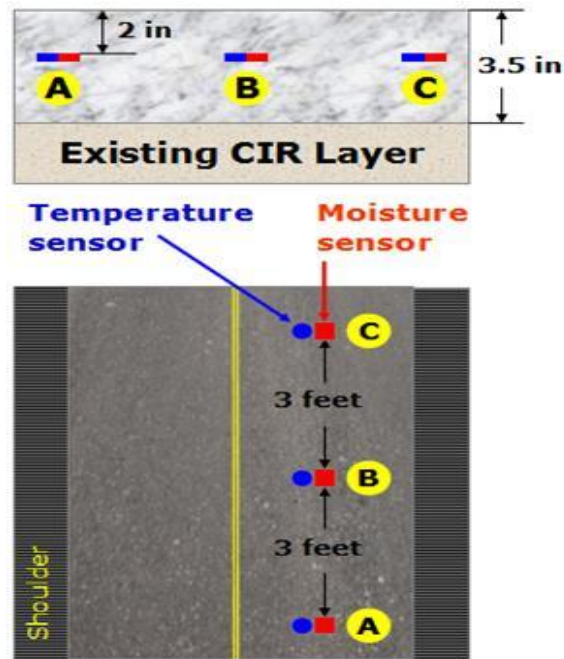 2 in
3.5 in
A
B
C
Existing CIR Layer
Temperature
sensor
Moisture
sensor
C
3 feet
B
3 feet
A
Shoulder